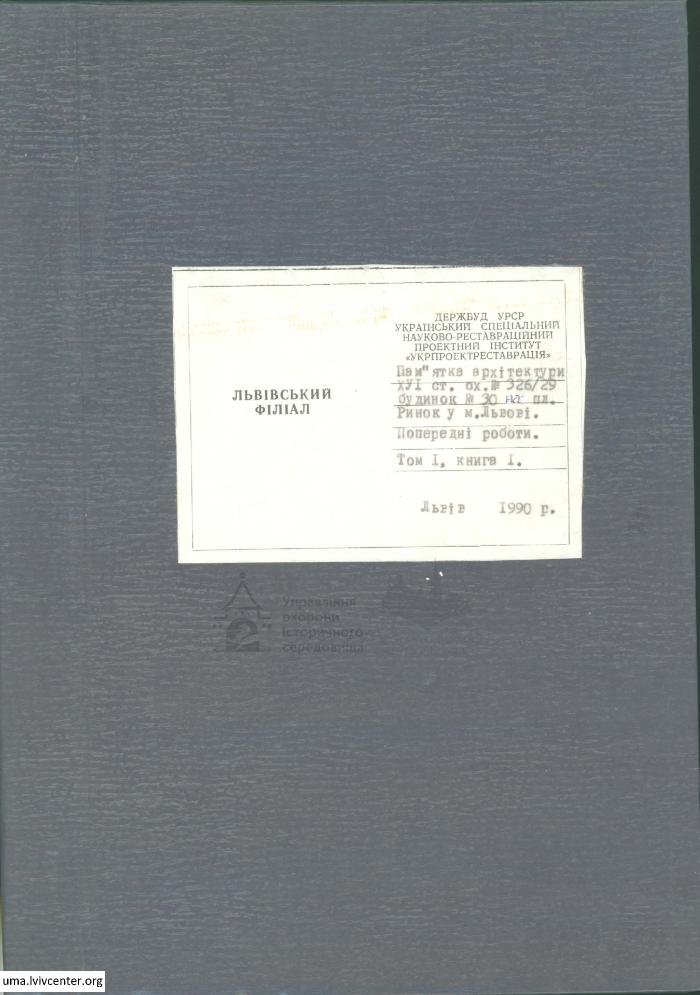 ЛЬВІВСЬКИЙ
ФІЛІАЛ
ДЕРЖБУД УРСР
УКРАЇНСЬКИЙ СПЕЦІАЛЬНИЙ
НАУКОВО-РЕСТАВРАЦІЙНИЙ
ПРОЕКТНИЙ ІНСТИТУТ
«УКРПРОЕКТРЕСТАВРАЦІЯ»
Пам"ятка архітектури
ХУІ ст. ох.№ 326/29
будинок № 30 на пл.
Ринок у м.Львові.
Попередні роботи.
Том І, книга І.
Львів 1990 р.
Управління
охорони
історичного
середовища
uma.lvivcenter.org